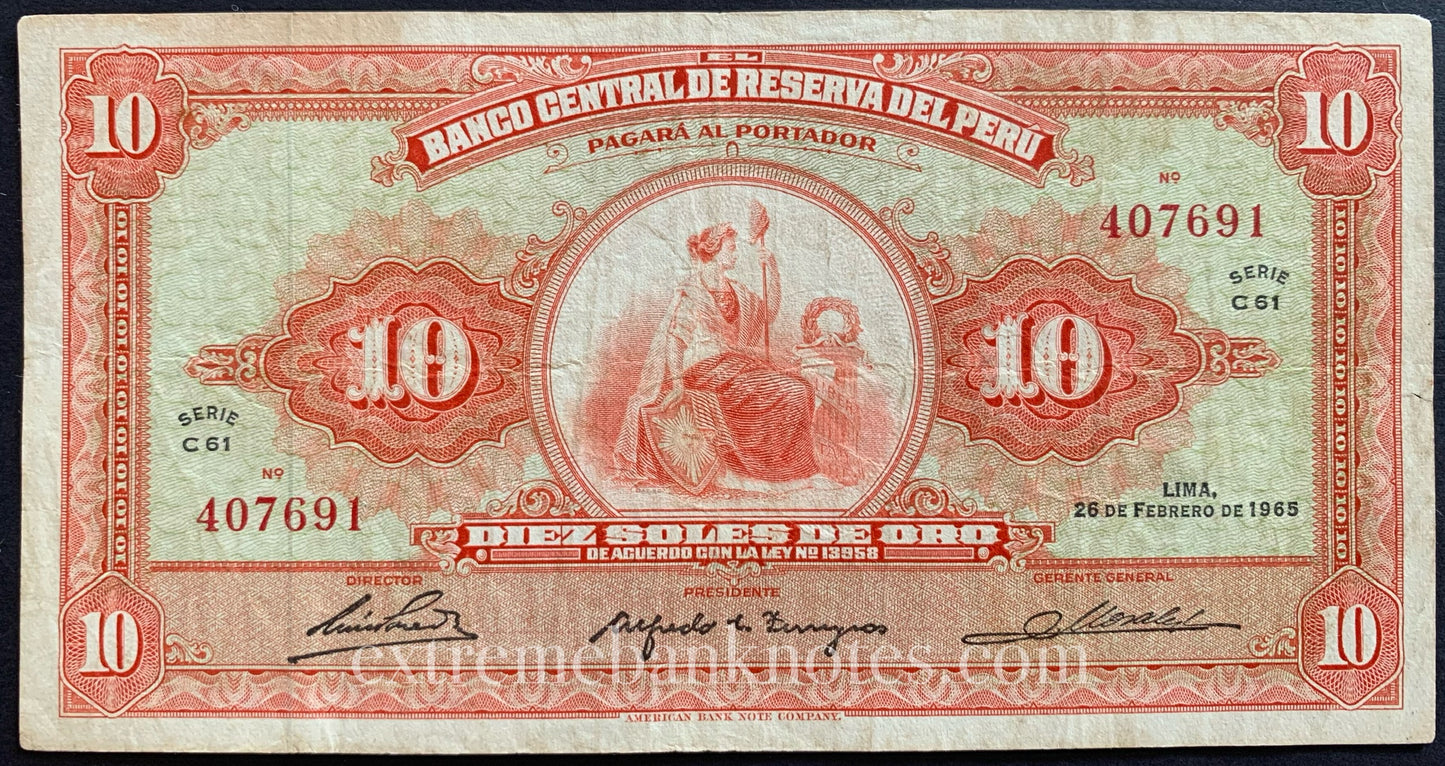 EL
BANCO CENTRAL DE RESERVA DEL PERU
PAGARÁ AL PORTADOR
10
10
Nº
407691
SERIE
C 61
10
10
SERIE
C 61
Nº
407691
LIMA,
26 DE FEBRERO DE 1965
DIEZ SOLES DE ORO
DE ACUERDO CON LA LEY Nº 13958
DIRECTOR
PRESIDENTE
GERENTE GENERAL
10
10
extremebanknotes.com
AMERICAN BANK NOTE COMPANY.